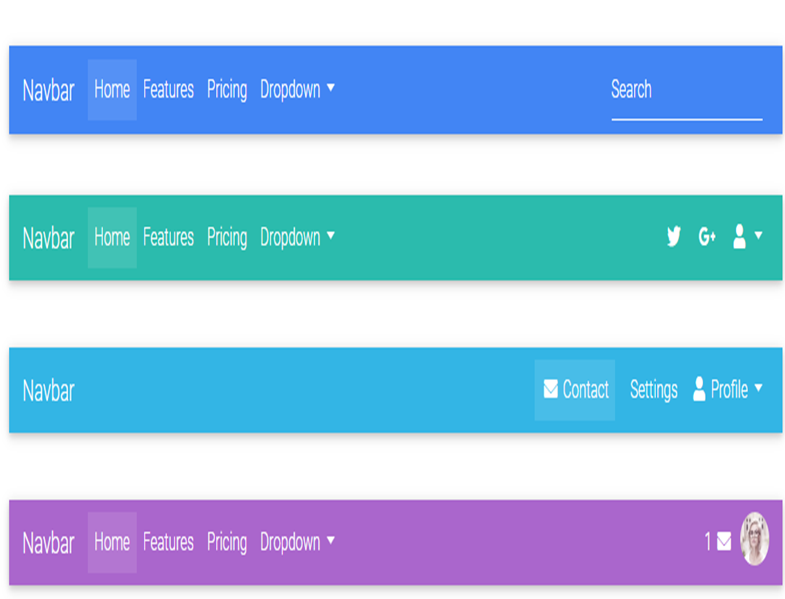 Navbar Home Features Pricing Dropdown Search
Navbar Home Features Pricing Dropdown G+
Navbar Contact Settings Profile
Navbar Home Features Pricing Dropdown 1